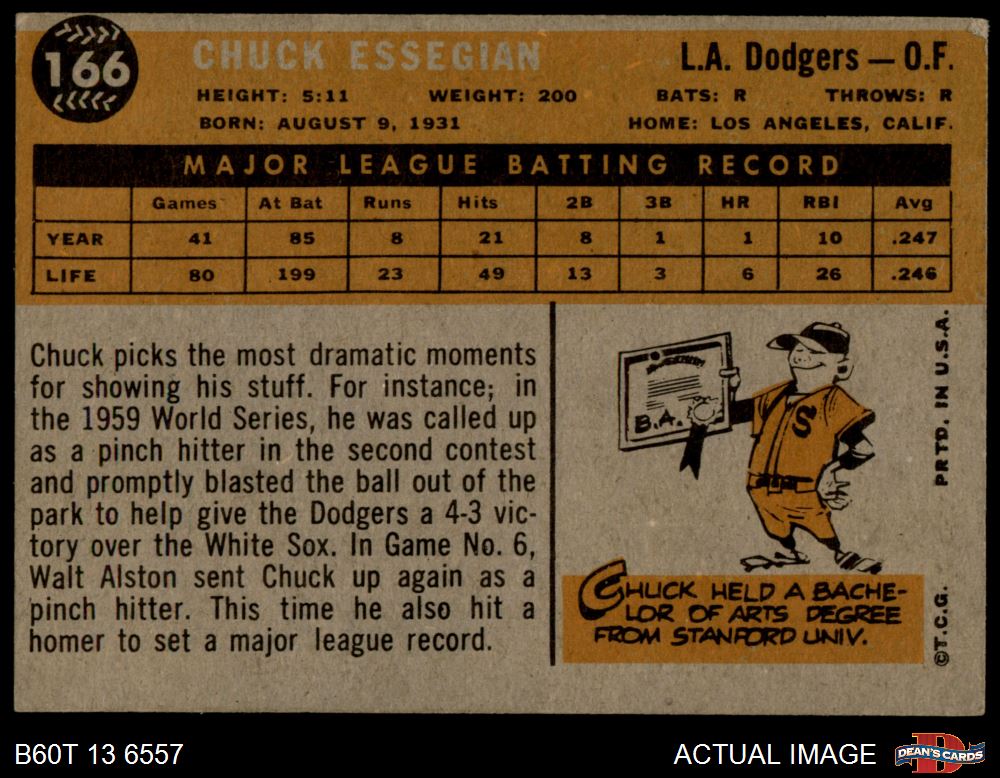 166
CHUCK ESSEGIAN
L.A. Dodgers — O.F.
HEIGHT: 5:11 WEIGHT: 200 BATS: R THROWS: R
BORN: AUGUST 9, 1931 HOME: LOS ANGELES, CALIF.
MAJOR LEAGUE BATTING RECORD
Games At Bat Runs Hits 2B 3B HR RBI Avg
YEAR 41 85 8 21 8 1 1 10 .247
LIFE 80 199 23 49 13 3 6 26 .246
Chuck picks the most dramatic moments
for showing his stuff. For instance; in
the 1959 World Series, he was called up
as a pinch hitter in the second contest
and promptly blasted the ball out of the
park to help give the Dodgers a 4-3 vic-
tory over the White Sox. In Game No. 6,
Walt Alston sent Chuck up again as a
pinch hitter. This time he also hit a
homer to set a major league record.
B.A.
S
CHUCK HELD A BACHE-
LOR OF ARTS DEGREE
FROM STANFORD UNIV.
©T.C.G. PRTD. IN U.S.A.
B60T 13 6557
ACTUAL IMAGE
D
DEAN'S CARDS